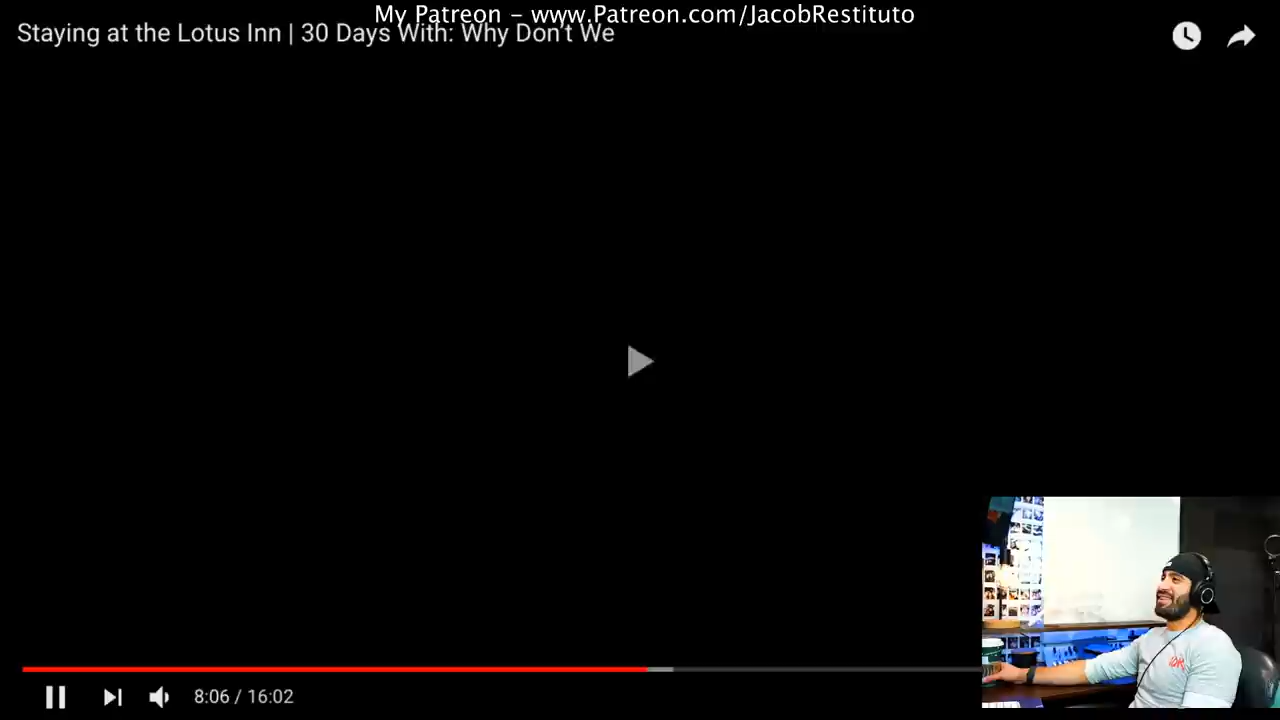 My Patreon - www.Patreon.com/JacobRestituto
Staying at the Lotus Inn | 30 Days With: Why Don't We
8:06 / 16:02